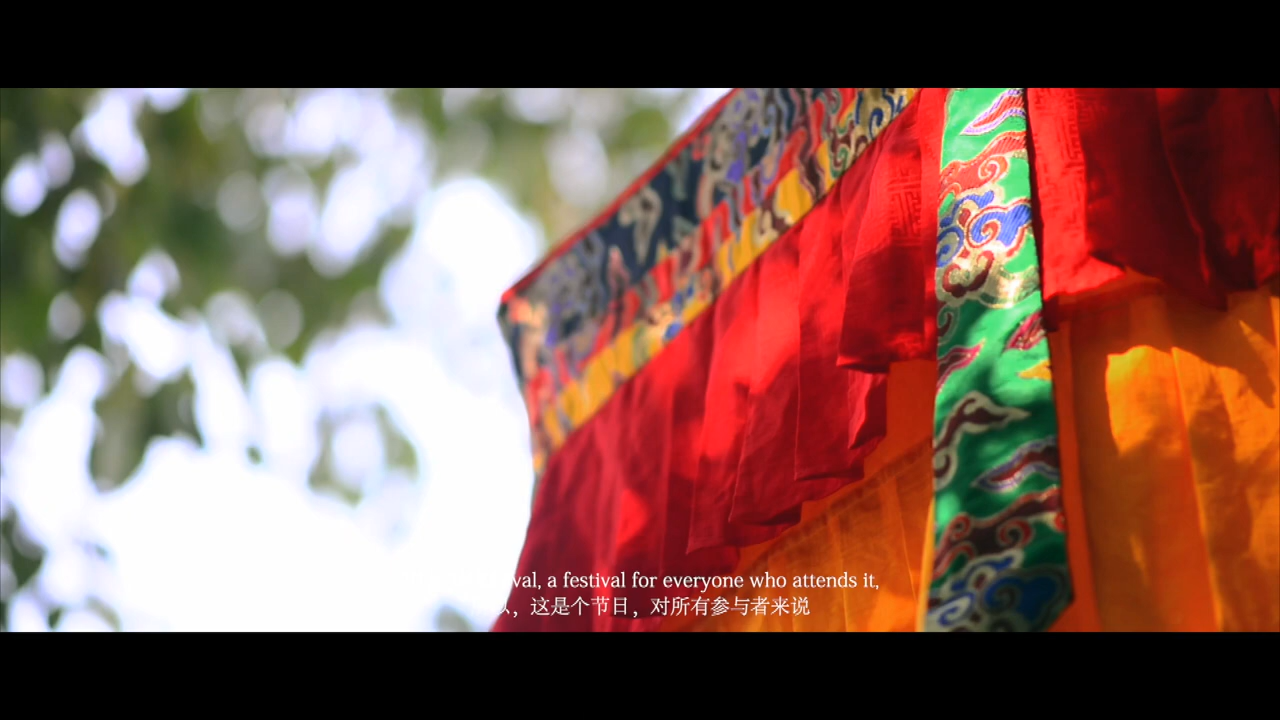 a festival for everyone who attends it,
，这是个节日，对所有参与者来说